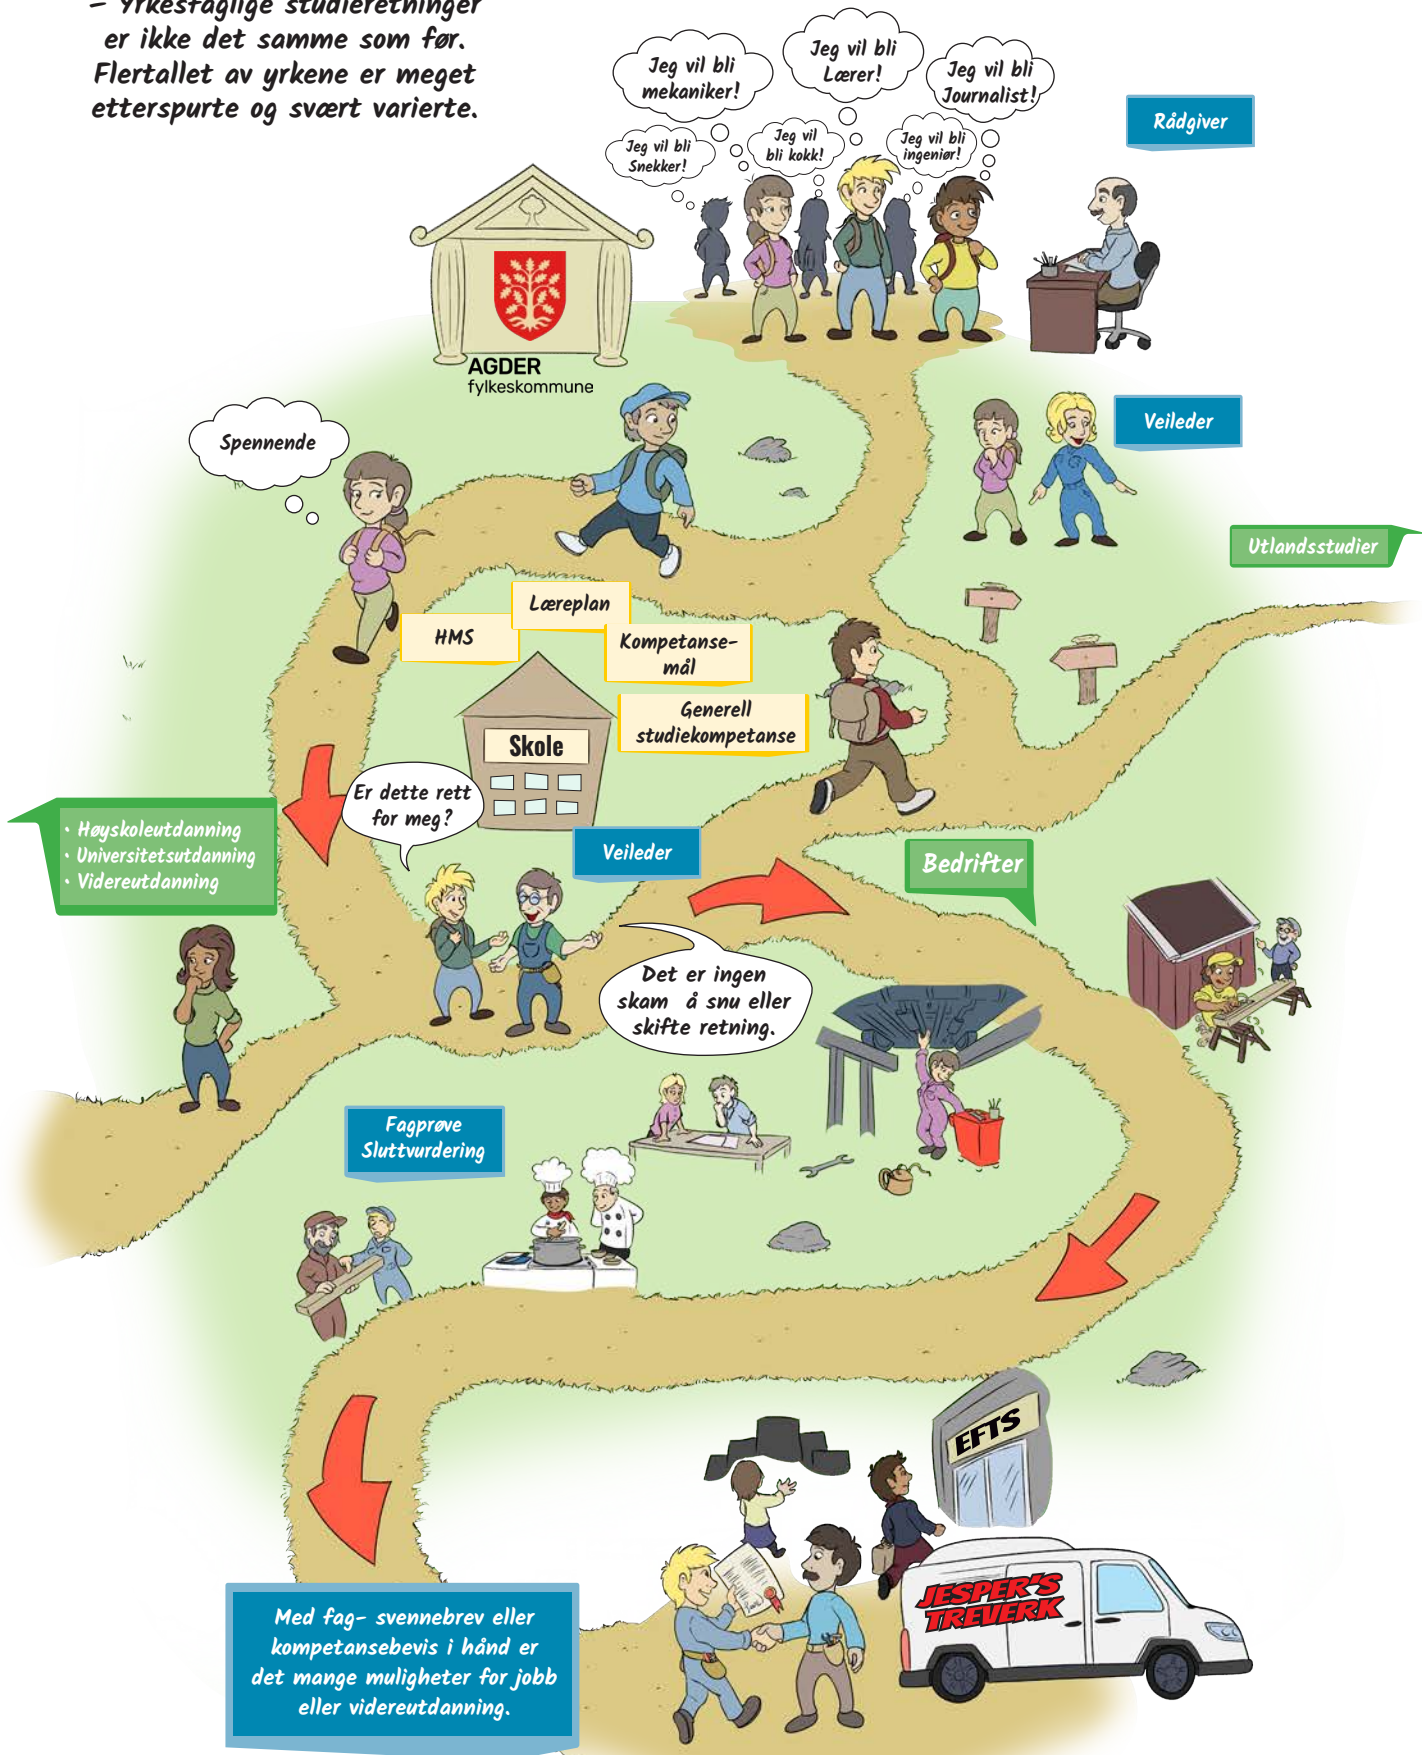 – Yrkesfaglige studieretninger
er ikke det samme som før.
Flertallet av yrkene er meget
etterspurte og svært varierte.
Jeg vil bli
mekaniker!
Jeg vil bli
Lærer!
Jeg vil bli
Journalist!
Jeg vil bli
Snekker!
Jeg vil
bli kokk!
Jeg vil bli
ingeniør!
Rådgiver
AGDER
fylkeskommune
Spennende
Veileder
Utlandsstudier
Læreplan
HMS
Kompetanse-
mål
Generell
studiekompetanse
Skole
Er dette rett
for meg?
• Høyskoleutdanning
• Universitetsutdanning
• Videreutdanning
Veileder
Bedrifter
Det er ingen
skam å snu eller
skifte retning.
Fagprøve
Sluttvurdering
EFTS
JESPER'S
TREVERK
Med fag- svennebrev eller
kompetansebevis i hånd er
det mange muligheter for jobb
eller videreutdanning.